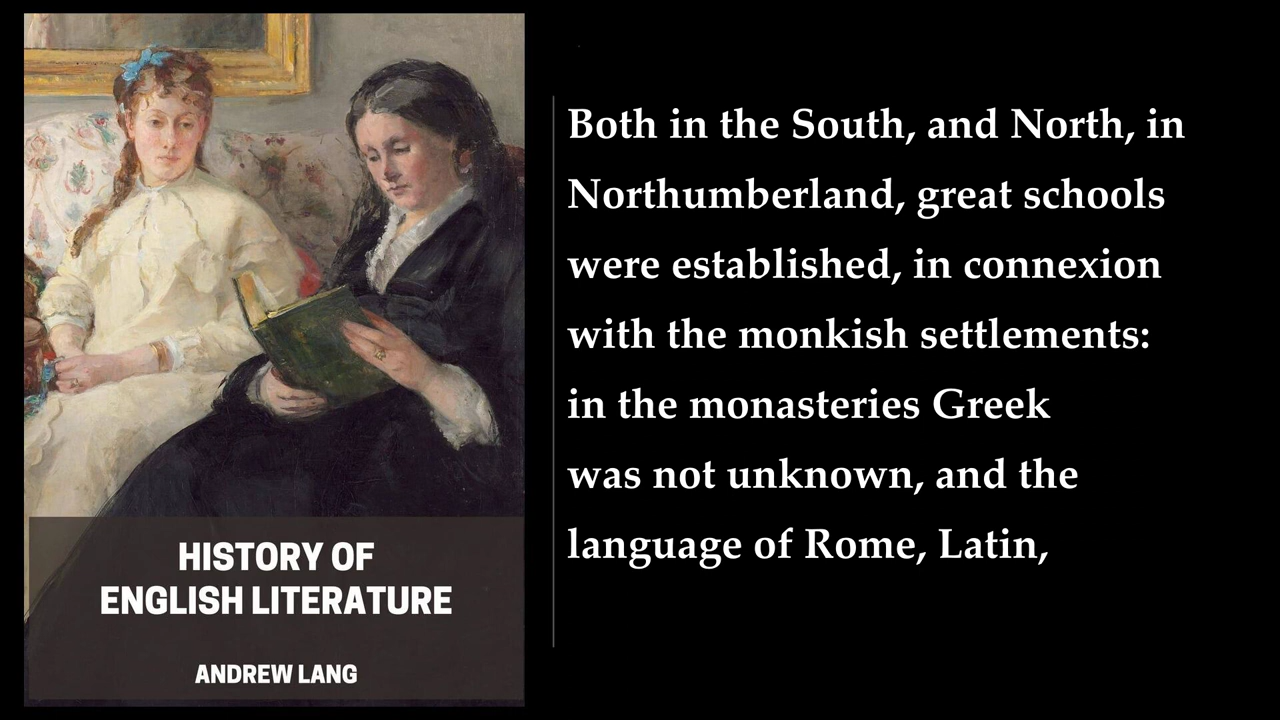 HISTORY OF
ENGLISH LITERATURE
ANDREW LANG
Both in the South, and North, in
Northumberland, great schools
were established, in connexion
with the monkish settlements:
in the monasteries Greek
was not unknown, and the
language of Rome, Latin,